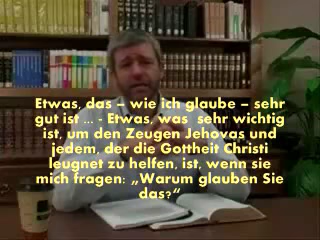 Etwas, das – wie ich glaube – sehr
gut ist ... - Etwas, was  sehr wichtig
ist, um den Zeugen Jehovas und
jedem, der die Gottheit Christi
leugnet zu helfen, ist, wenn sie
mich fragen: „Warum glauben Sie
das?“